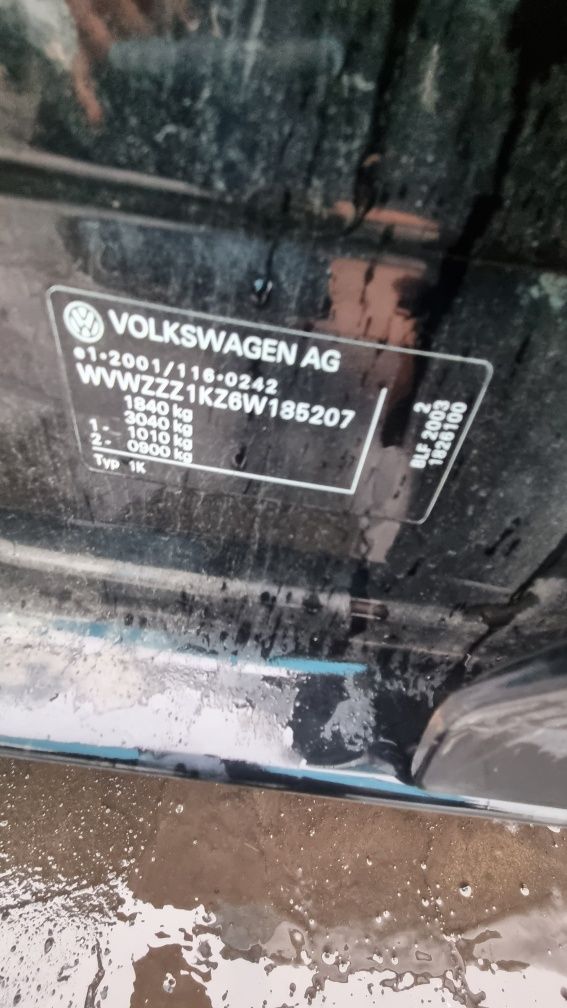 VOLKSWAGEN AG
e1*2001/116*0242
WVWZZZ1KZ6W185207
1840 kg
3040 kg
1- 1010 kg
2- 0900 kg
Typ 1K
2
BLF 2003
1826100